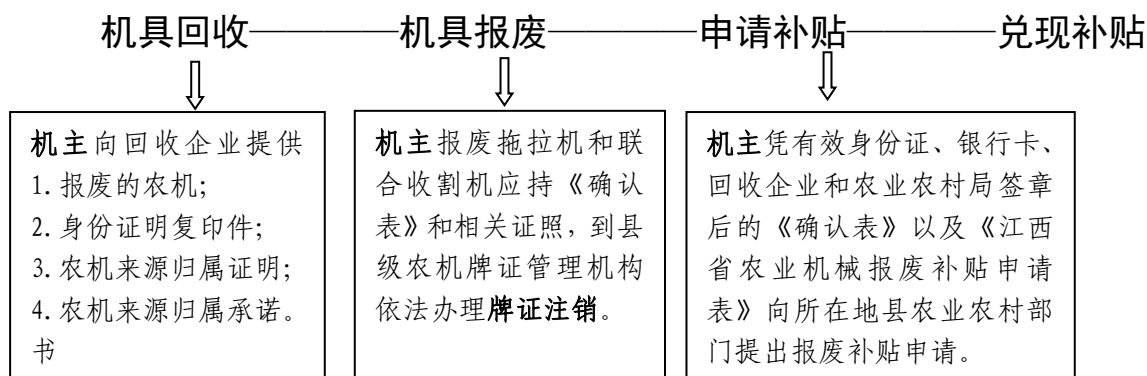 机具回收————机具报废————申请补贴————兑现补贴
机主向回收企业提供
1.报废的农机;
2.身份证明复印件;
3.农机来源归属证明;
4.农机来源归属承诺。
书
机主报废拖拉机和联
合收割机应持《确认
表》和相关证照,到县
级农机牌证管理机构
依法办理牌证注销。
机主凭有效身份证、银行卡、
回收企业和农业农村局签章
后的《确认表》以及《江西
省农业机械报废补贴申请
表》向所在地县农业农村部
门提出报废补贴申请。